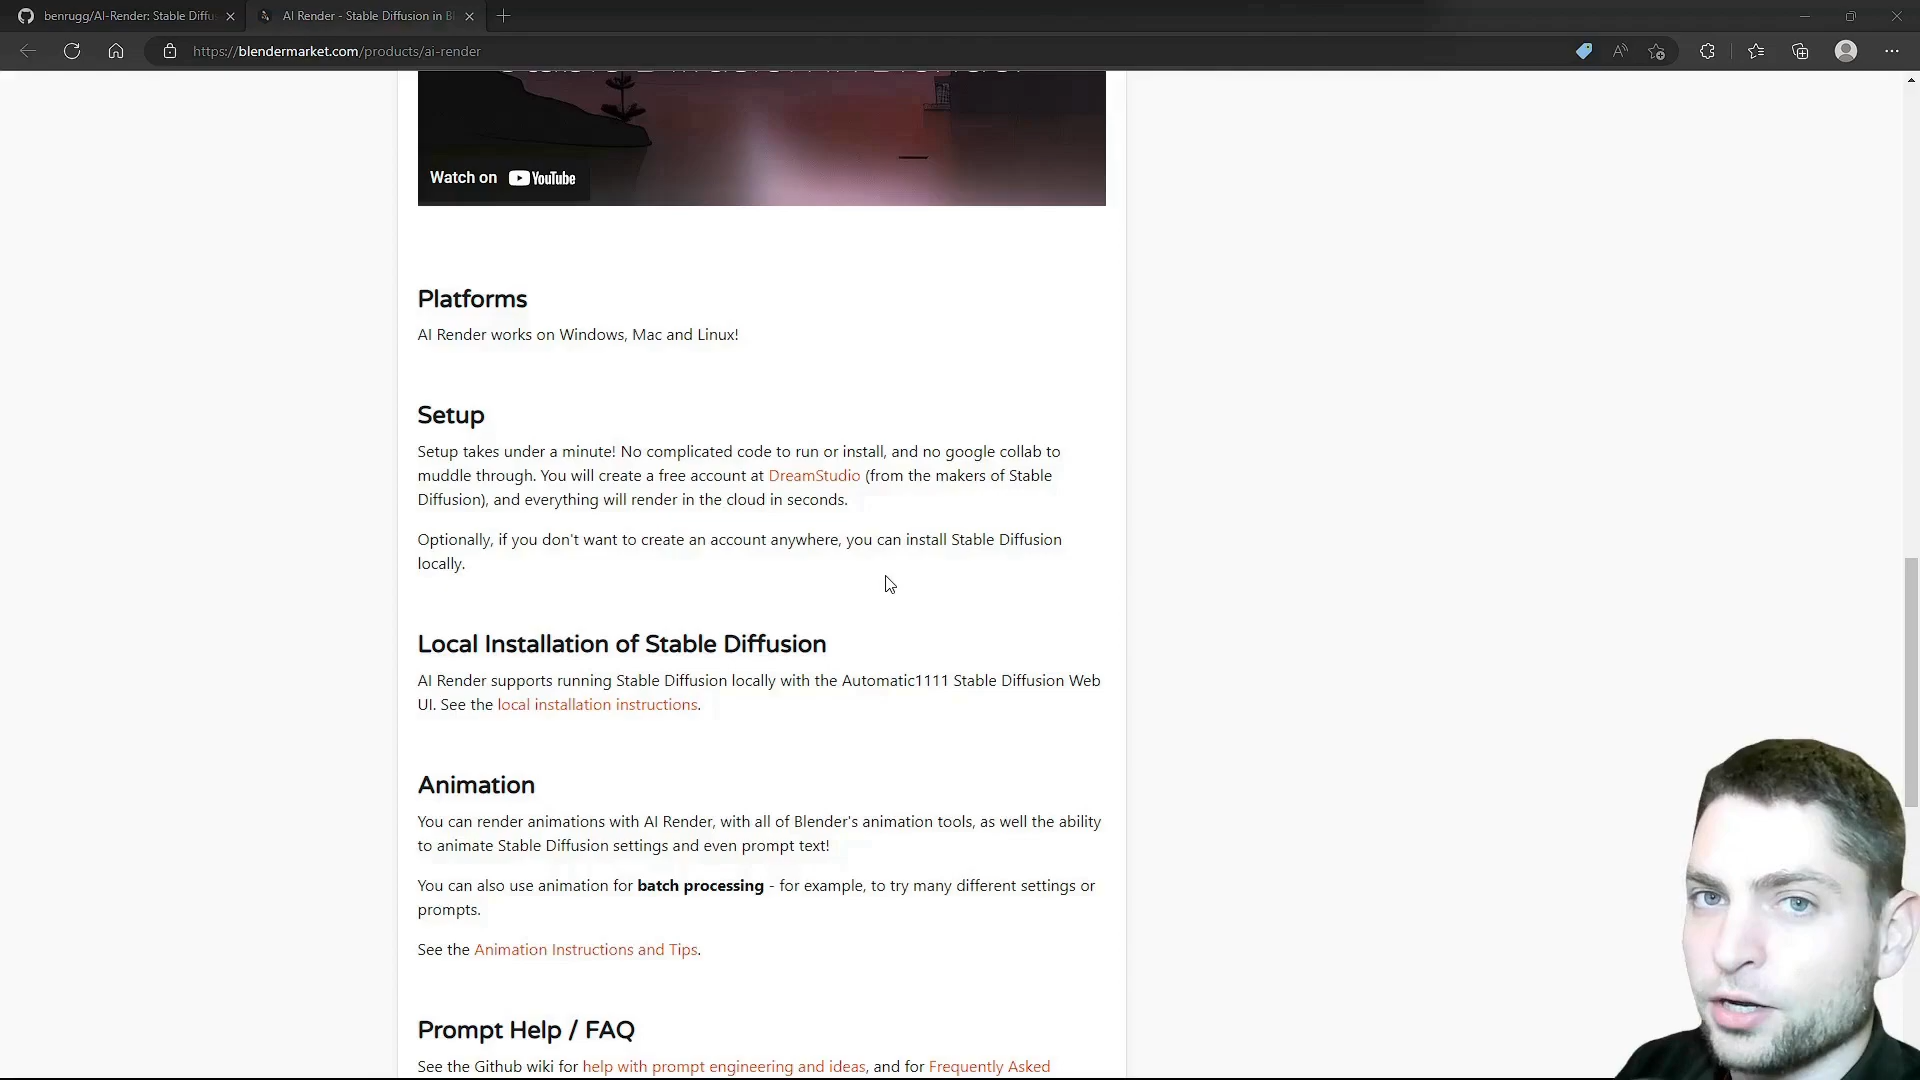 benrugg/AI-Render: Stable Diffu
AI Render - Stable Diffusion in Bl
https://blendermarket.com/products/ai-render
Watch on YouTube
Platforms
AI Render works on Windows, Mac and Linux!
Setup
Setup takes under a minute! No complicated code to run or install, and no google collab to
muddle through. You will create a free account at DreamStudio (from the makers of Stable
Diffusion), and everything will render in the cloud in seconds.
Optionally, if you don't want to create an account anywhere, you can install Stable Diffusion
locally.
Local Installation of Stable Diffusion
AI Render supports running Stable Diffusion locally with the Automatic1111 Stable Diffusion Web
UI. See the local installation instructions.
Animation
You can render animations with AI Render, with all of Blender's animation tools, as well the ability
to animate Stable Diffusion settings and even prompt text!
You can also use animation for batch processing - for example, to try many different settings or
prompts.
See the Animation Instructions and Tips.
Prompt Help / FAQ
See the Github wiki for help with prompt engineering and ideas, and for Frequently Asked